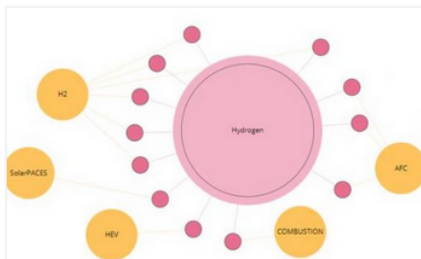 H2
Hydrogen
SolarPACES
AFC
HEV
COMBUSTION